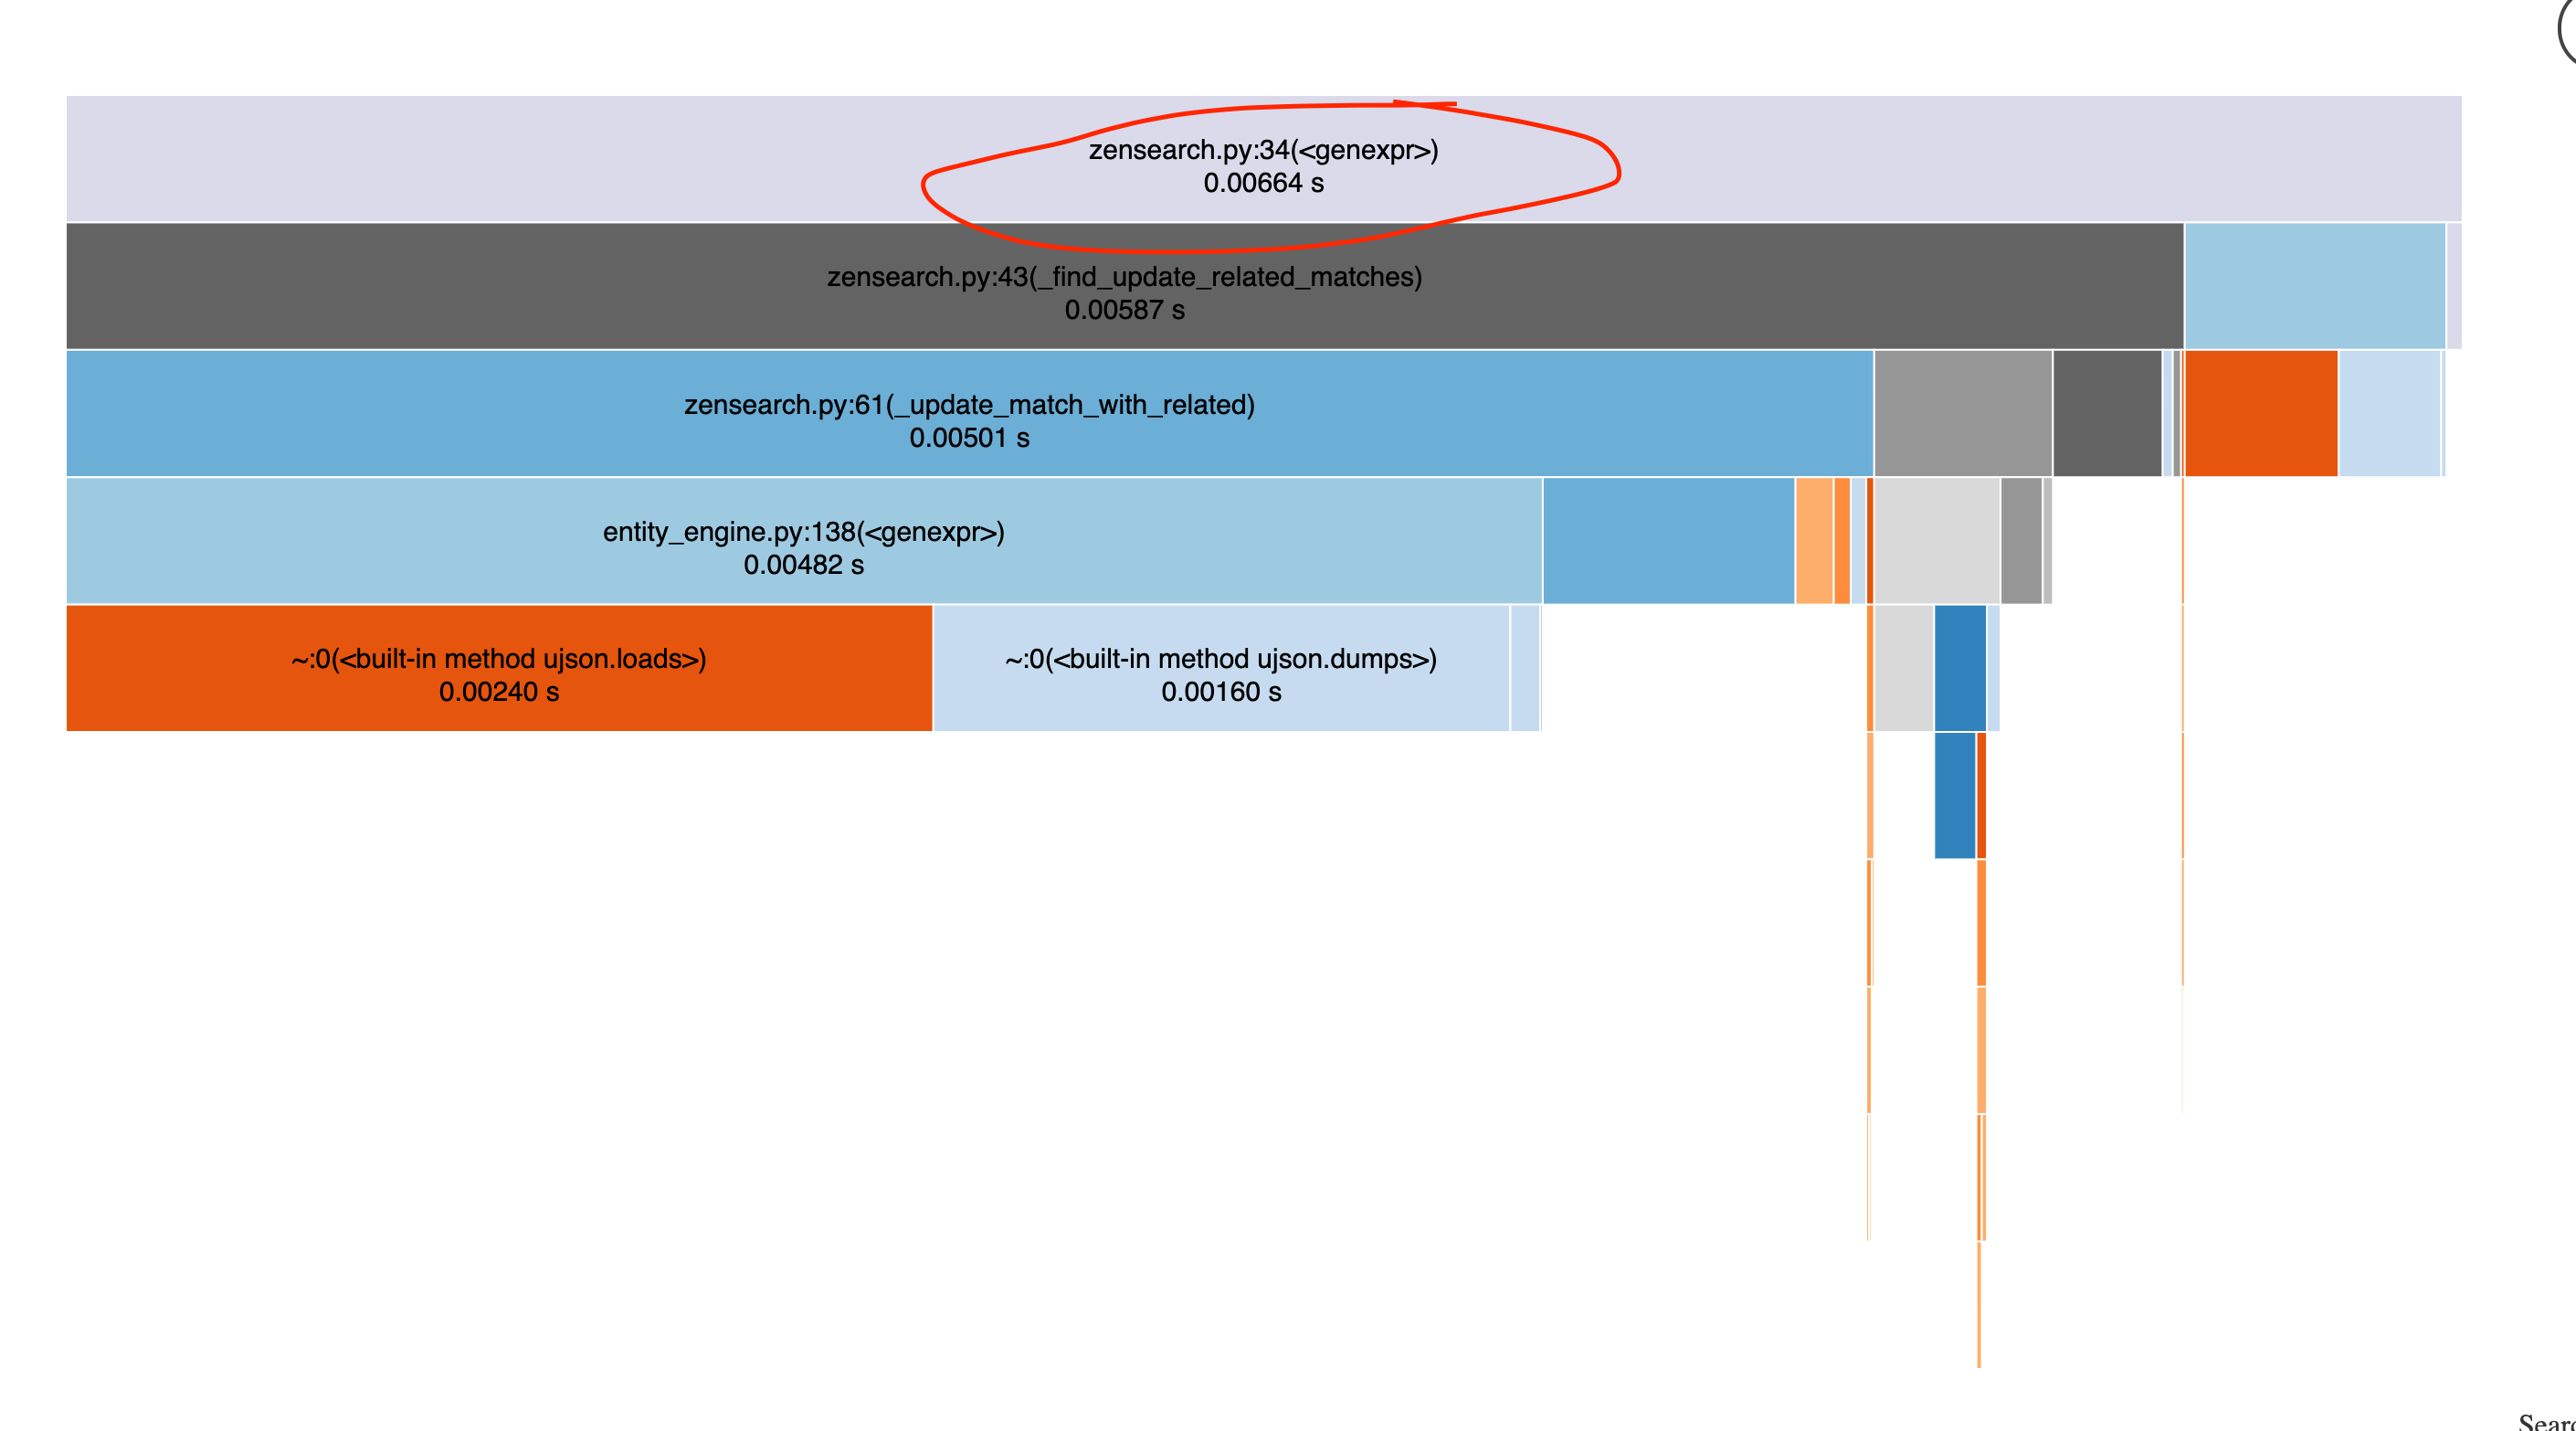 zensearch.py:34(<genexpr>)
0.00664 s
zensearch.py:43(_find_update_related_matches)
0.00587 s
zensearch.py:61(_update_match_with_related)
0.00501 s
entity_engine.py:138(<genexpr>)
0.00482 s
~:0(<built-in method ujson.loads>)
0.00240 s
~:0(<built-in method ujson.dumps>)
0.00160 s